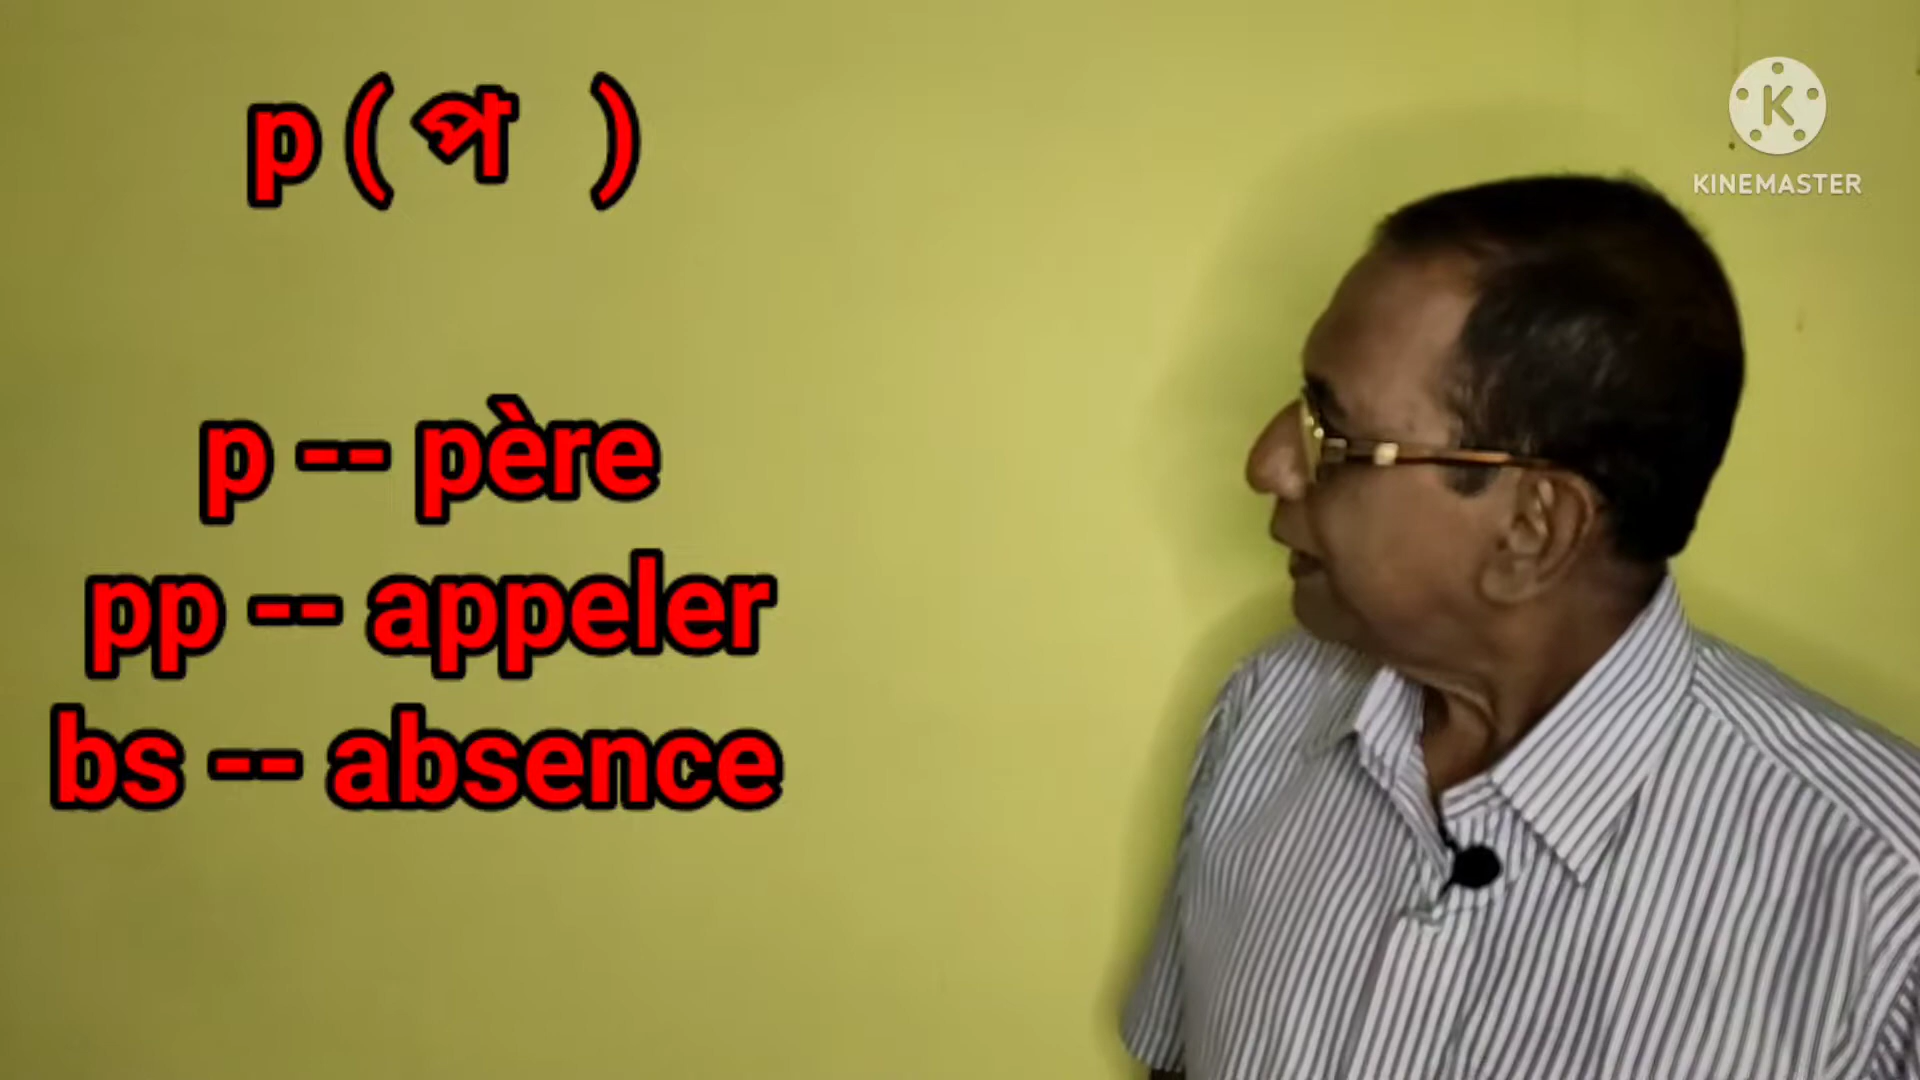 p ( প )
p -- père
pp -- appeler
bs -- absence
K
KINEMASTER